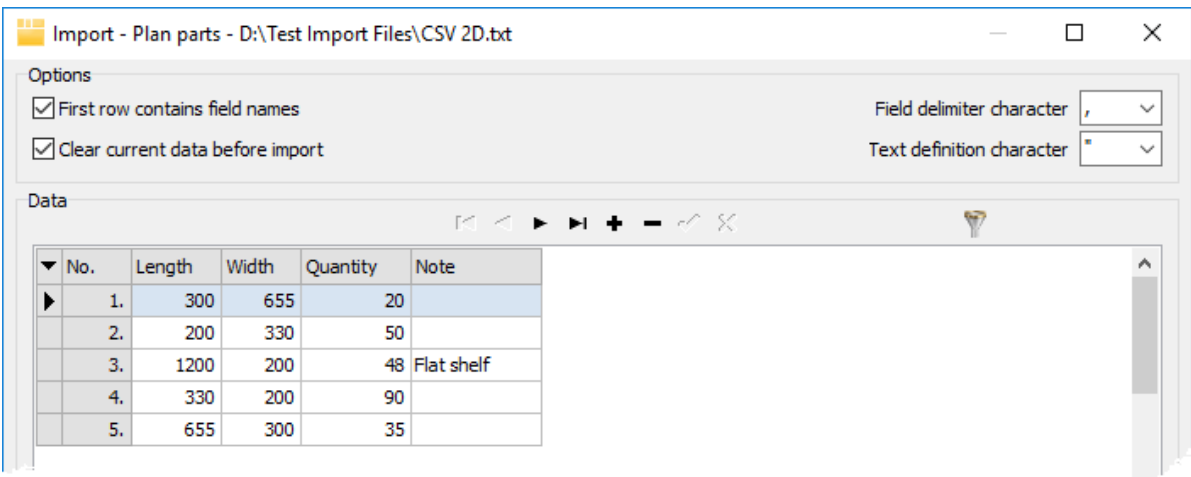 Import - Plan parts - D:\Test Import Files\CSV 2D.txt
Options
First row contains field names Field delimiter character ,
Clear current data before import Text definition character "
Data
No. Length Width Quantity Note
1. 300 655 20
2. 200 330 50
3. 1200 200 48 Flat shelf
4. 330 200 90
5. 655 300 35